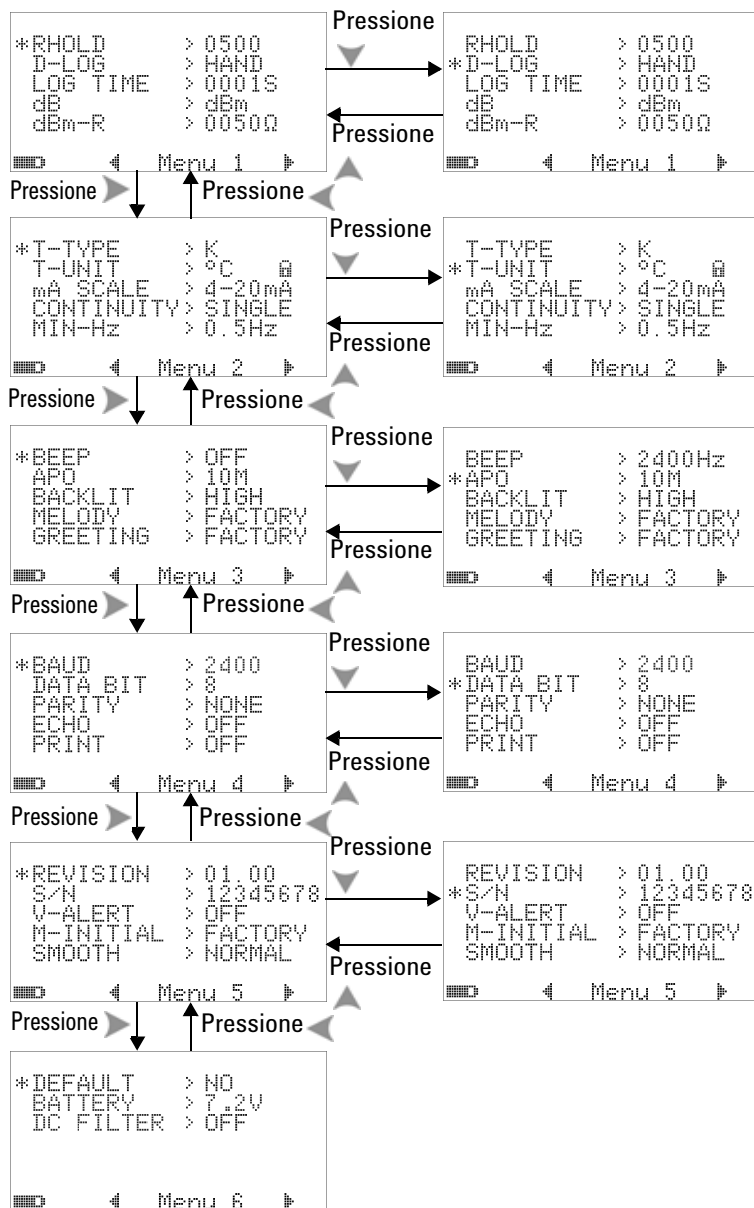 Pressione
*RHOLD > 0500
D-LOG > HAND
LOG TIME > 0001S
dB > dBm
dBm-R > 0050Ω
Menu 1
RHOLD > 0500
*D-LOG > HAND
LOG TIME > 0001S
dB > dBm
dBm-R > 0050Ω
Menu 1
Pressione
Pressione
Pressione
Pressione
*T-TYPE > K
T-UNIT > °C
mA SCALE > 4-20mA
CONTINUITY> SINGLE
MIN-Hz > 0.5Hz
Menu 2
T-TYPE > K
*T-UNIT > °C
mA SCALE > 4-20mA
CONTINUITY> SINGLE
MIN-Hz > 0.5Hz
Menu 2
Pressione
Pressione
Pressione
Pressione
*BEEP > OFF
APO > 10M
BACKLIT > HIGH
MELODY > FACTORY
GREETING > FACTORY
Menu 3
BEEP > 2400Hz
*APO > 10M
BACKLIT > HIGH
MELODY > FACTORY
GREETING > FACTORY
Menu 3
Pressione
Pressione
Pressione
Pressione
*BAUD > 2400
DATA BIT > 8
PARITY > NONE
ECHO > OFF
PRINT > OFF
Menu 4
BAUD > 2400
*DATA BIT > 8
PARITY > NONE
ECHO > OFF
PRINT > OFF
Menu 4
Pressione
Pressione
Pressione
Pressione
*REVISION > 01.00
S/N > 12345678
V-ALERT > OFF
M-INITIAL > FACTORY
SMOOTH > NORMAL
Menu 5
REVISION > 01.00
*S/N > 12345678
V-ALERT > OFF
M-INITIAL > FACTORY
SMOOTH > NORMAL
Menu 5
Pressione
Pressione
Pressione
*DEFAULT > NO
BATTERY > 7.2V
DC FILTER > OFF
Menu 6